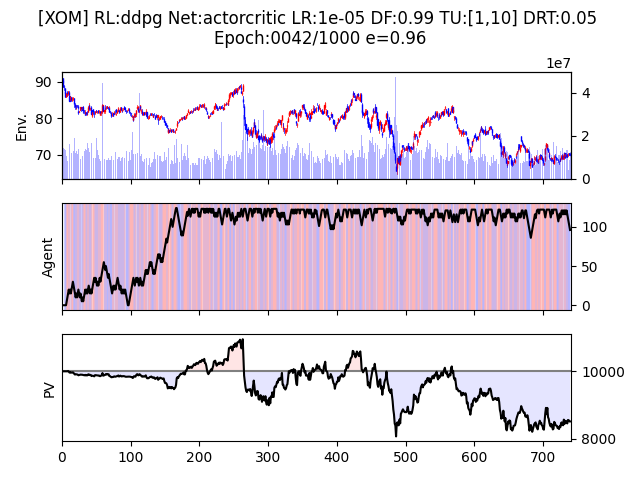 [XOM] RL:ddpg Net:actorcritic LR:1e-05 DF:0.99 TU:[1,10] DRT:0.05
Epoch:0042/1000 e=0.96
1e7
90
80
70
Env.
4
2
0
Agent
100
50
0
PV
10000
8000
0 100 200 300 400 500 600 700